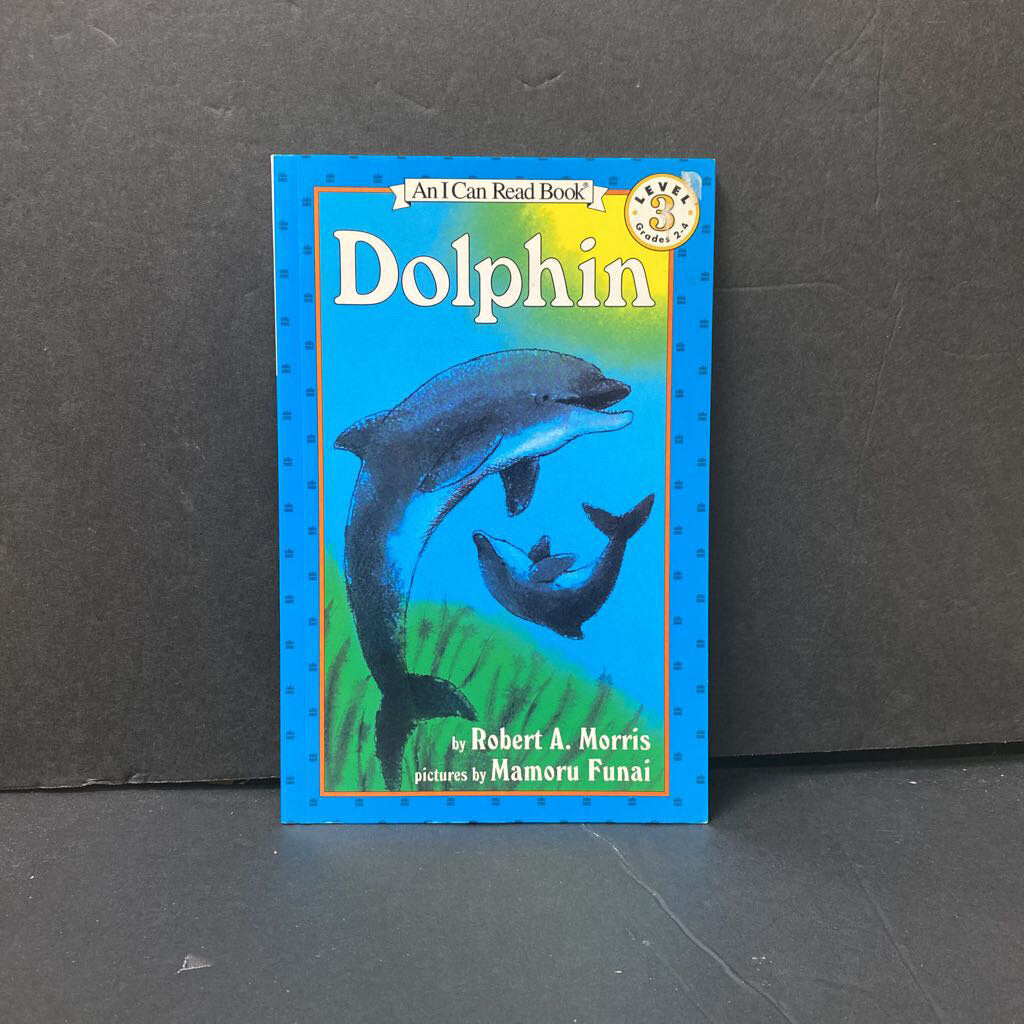 An I Can Read Book®
LEVEL
3
Grades 2-4
Dolphin
by Robert A. Morris
pictures by Mamoru Funai